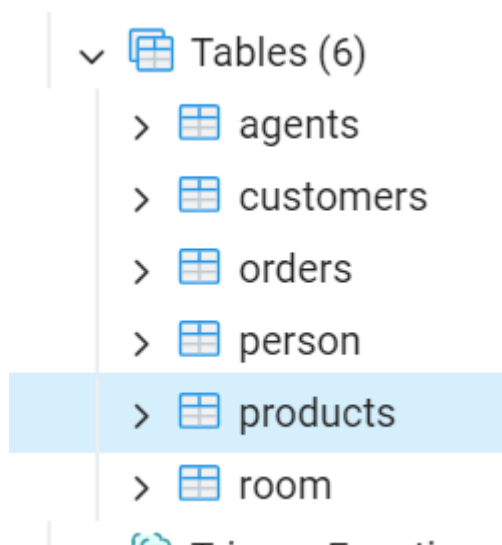 Tables (6)
agents
customers
orders
person
products
room